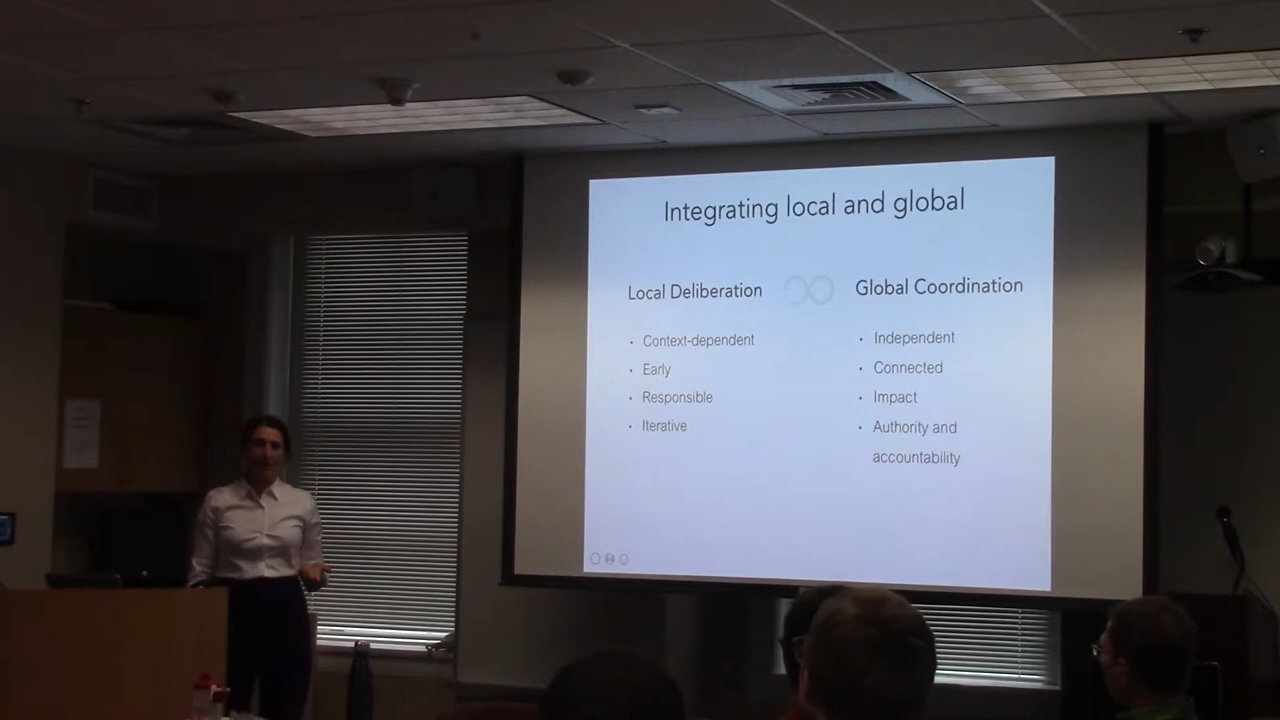 Integrating local and global
Local Deliberation
· Context-dependent
· Early
· Responsible
· Iterative
Global Coordination
· Independent
· Connected
· Impact
· Authority and
accountability